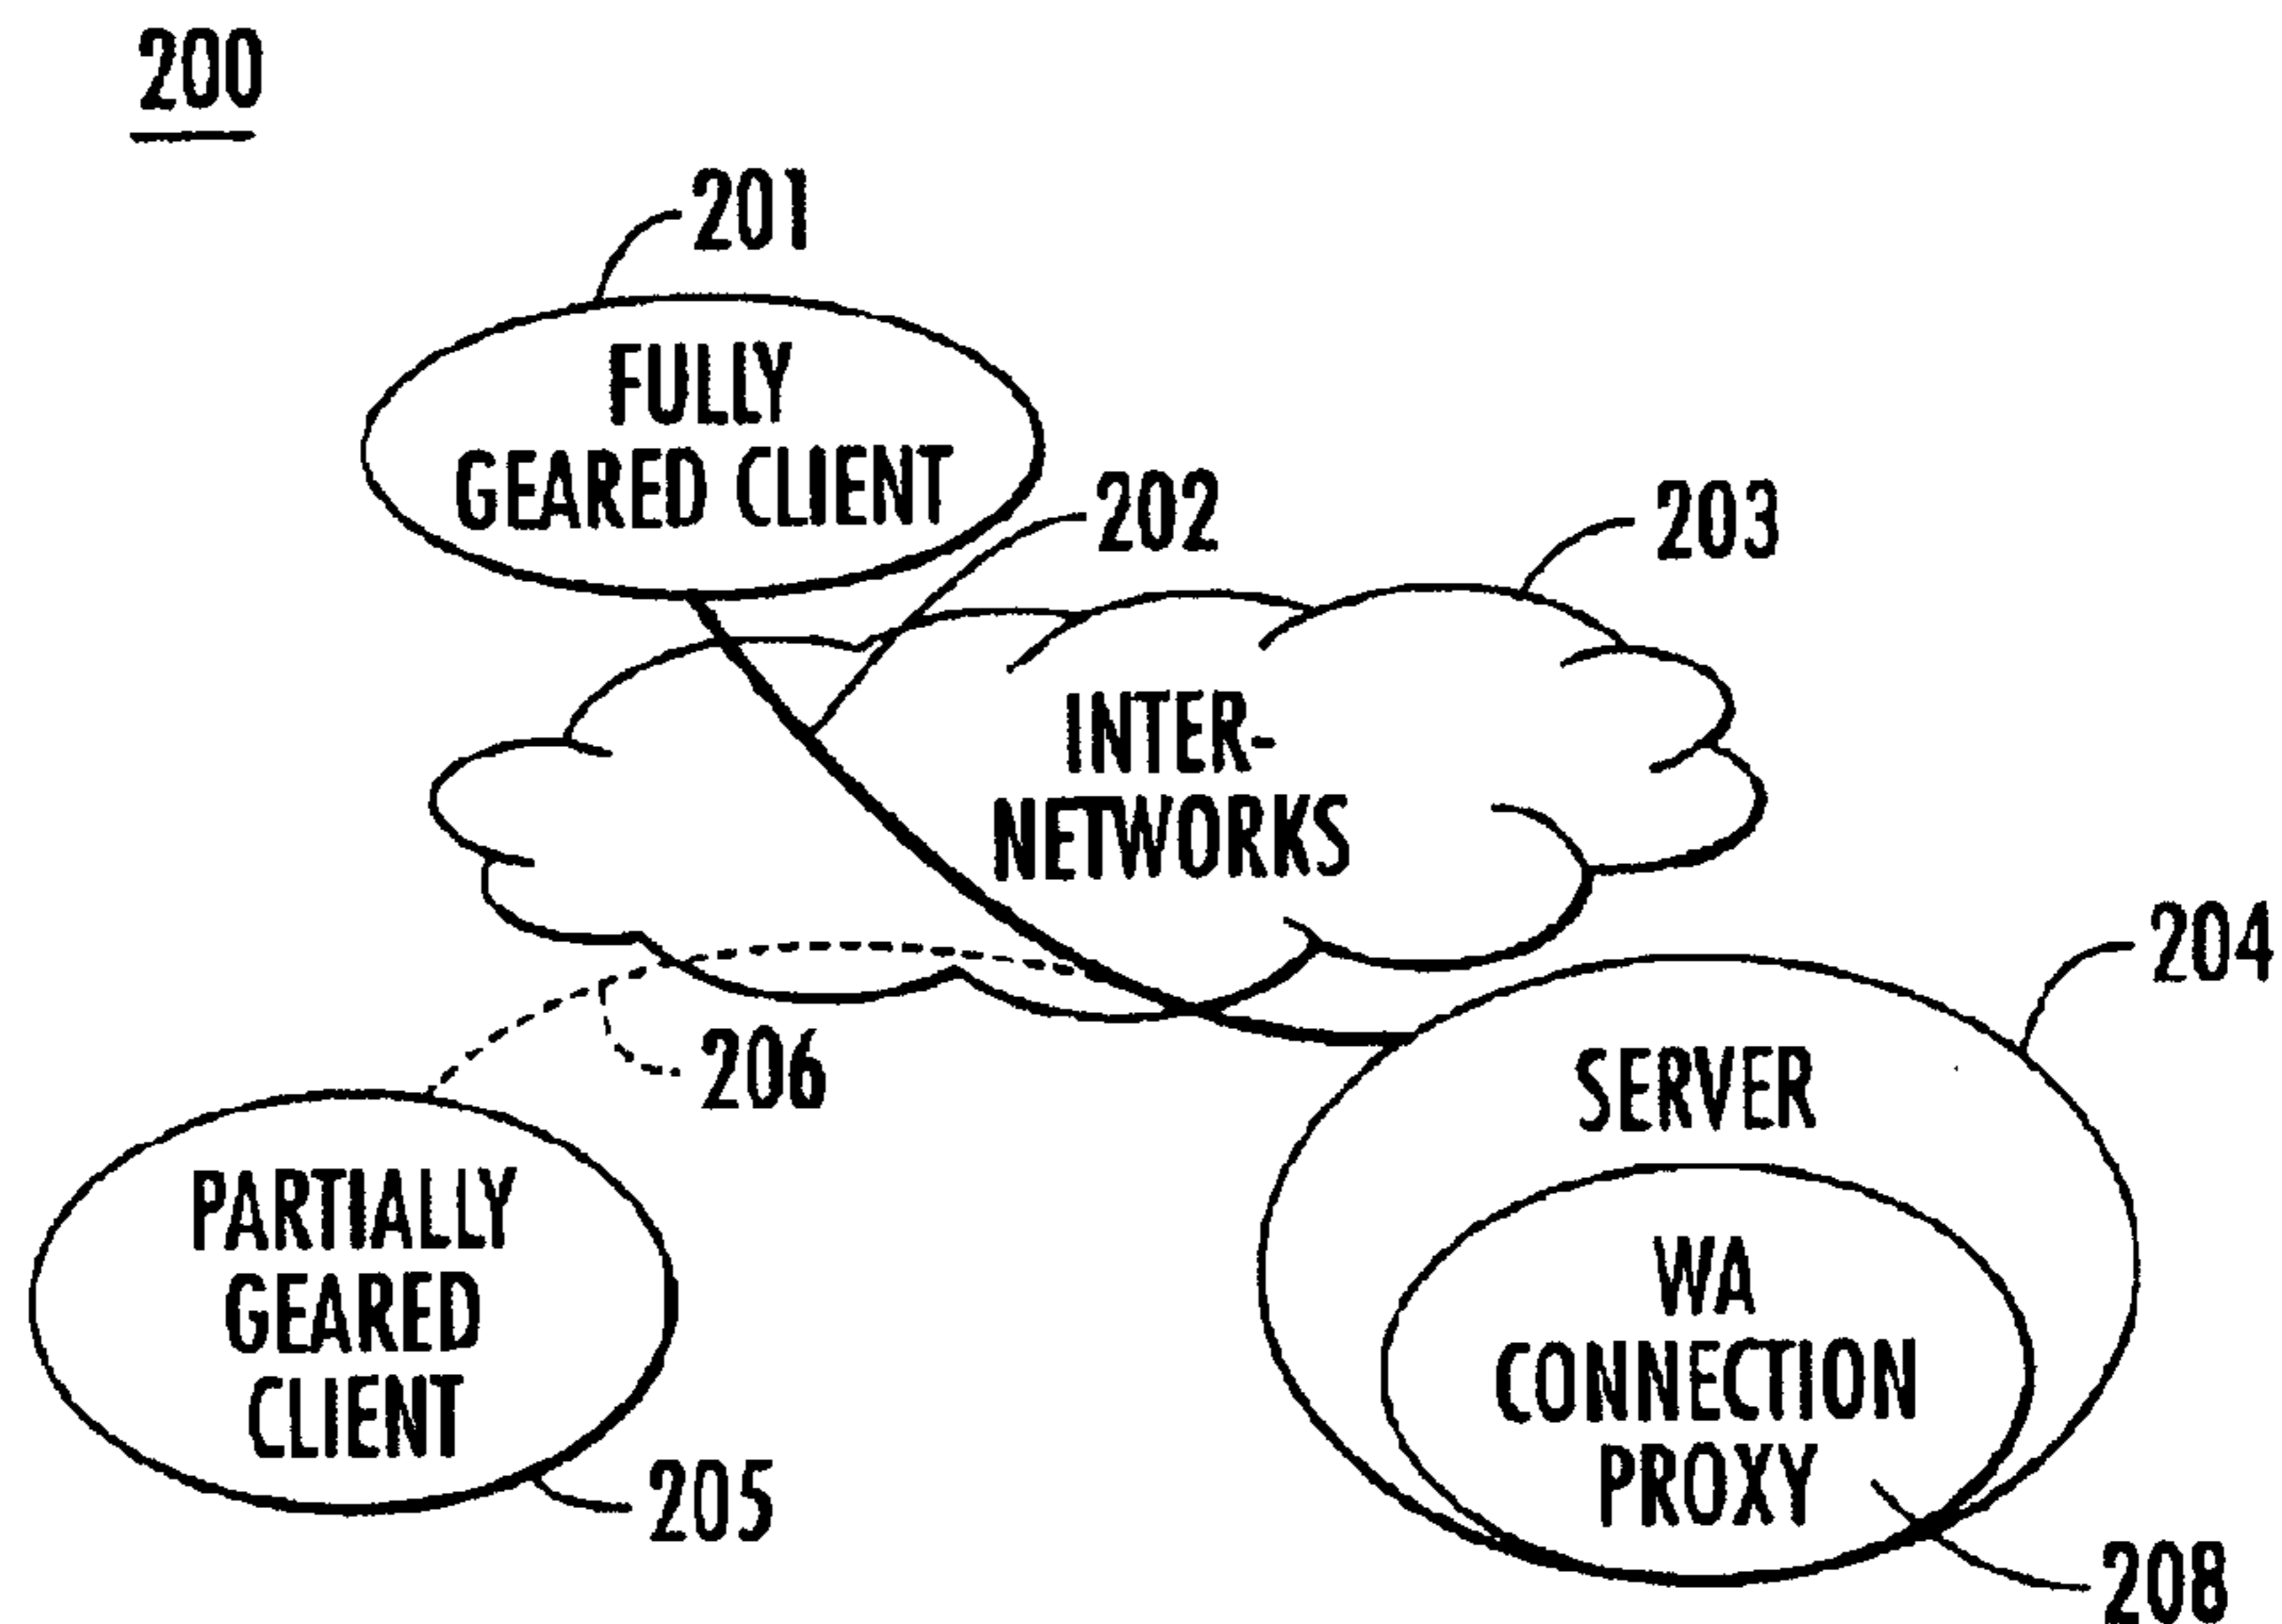 200
201
FULLY
GEARED CLIENT
202
203
INTER-
NETWORKS
204
206
SERVER
PARTIALLY
GEARED
CLIENT
WA
CONNECTION
PROXY
205
208